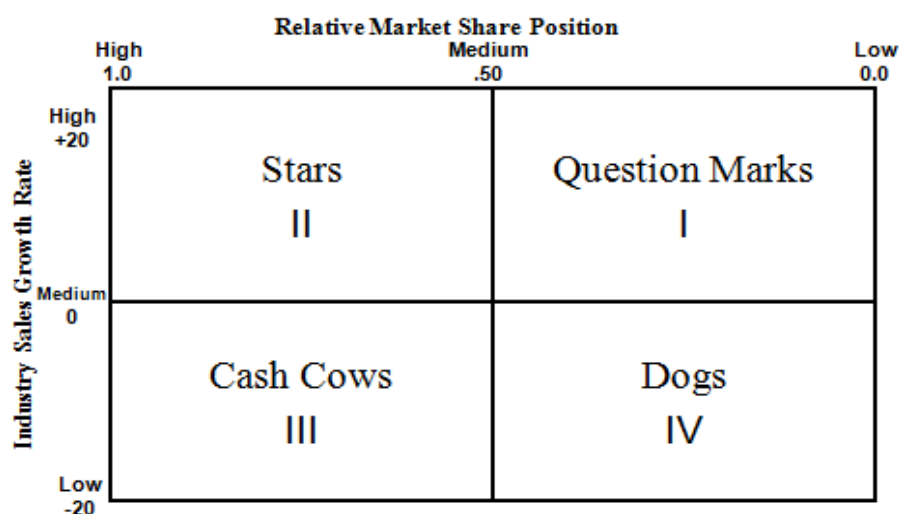 Relative Market Share Position
High Medium Low
1.0 .50 0.0
High
+20
Industry Sales Growth Rate
Stars Question Marks
II I
Medium
0
Cash Cows Dogs
III IV
Low
-20